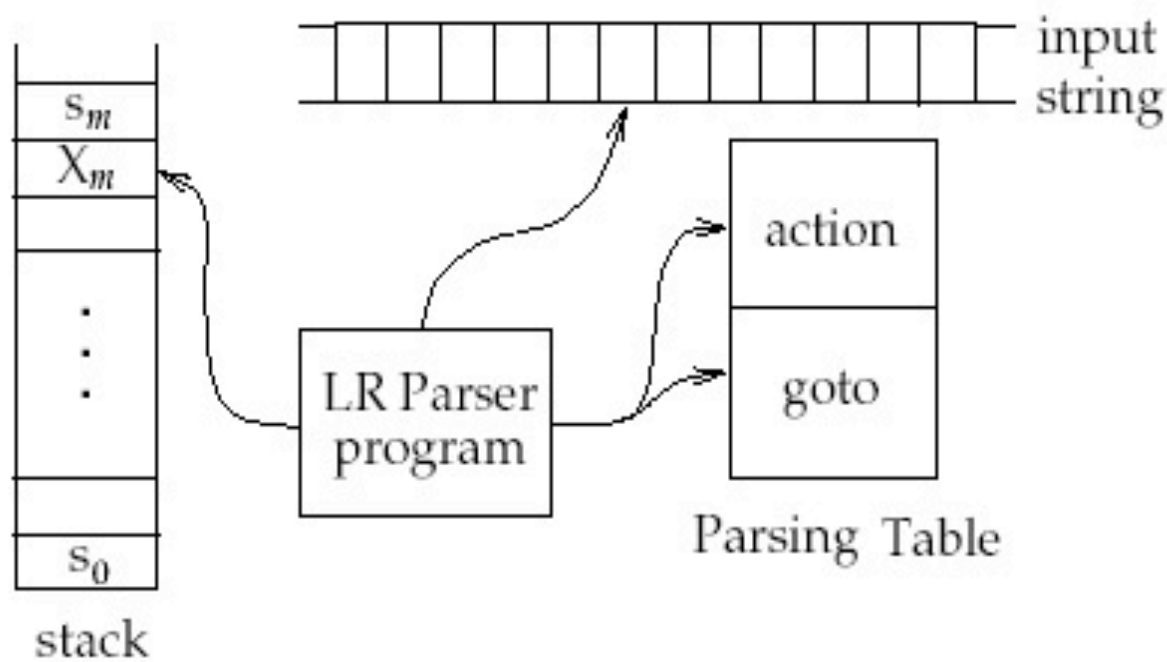 input
string
s_m
X_m
action
LR Parser
program
goto
Parsing Table
s_0
stack